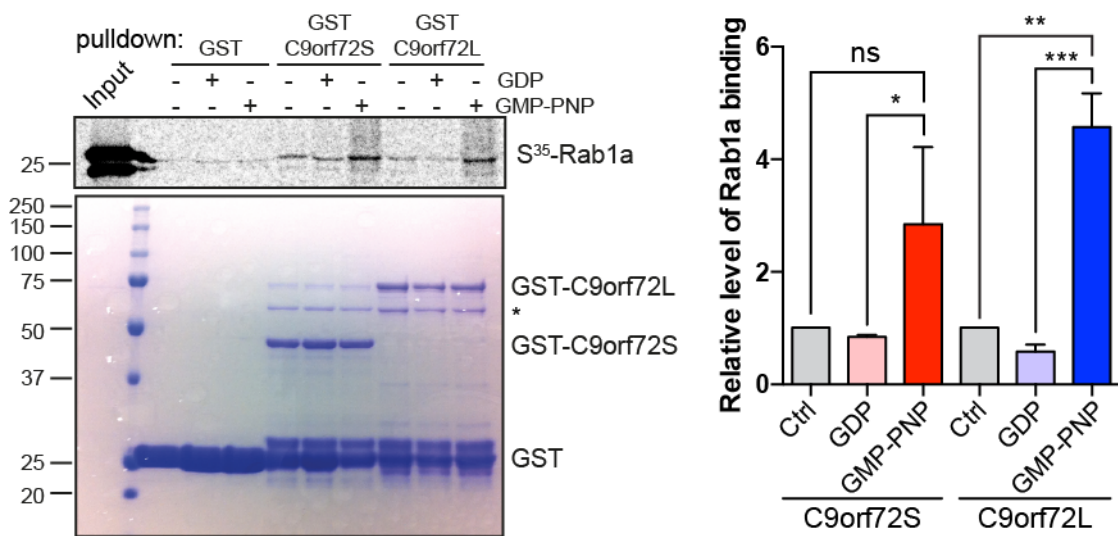 pulldown:
GST
GST
C9orf72S
GST
C9orf72L
Input
- + - - + - - + - GDP
- - + - - + - - + GMP-PNP
25
S35-Rab1a
250
150
100
75
50
37
25
20
GST-C9orf72L
*
GST-C9orf72S
GST
Relative level of Rab1a binding
6
4
2
0
ns
*
**
***
Ctrl
GDP
GMP-PNP
Ctrl
GDP
GMP-PNP
C9orf72S
C9orf72L